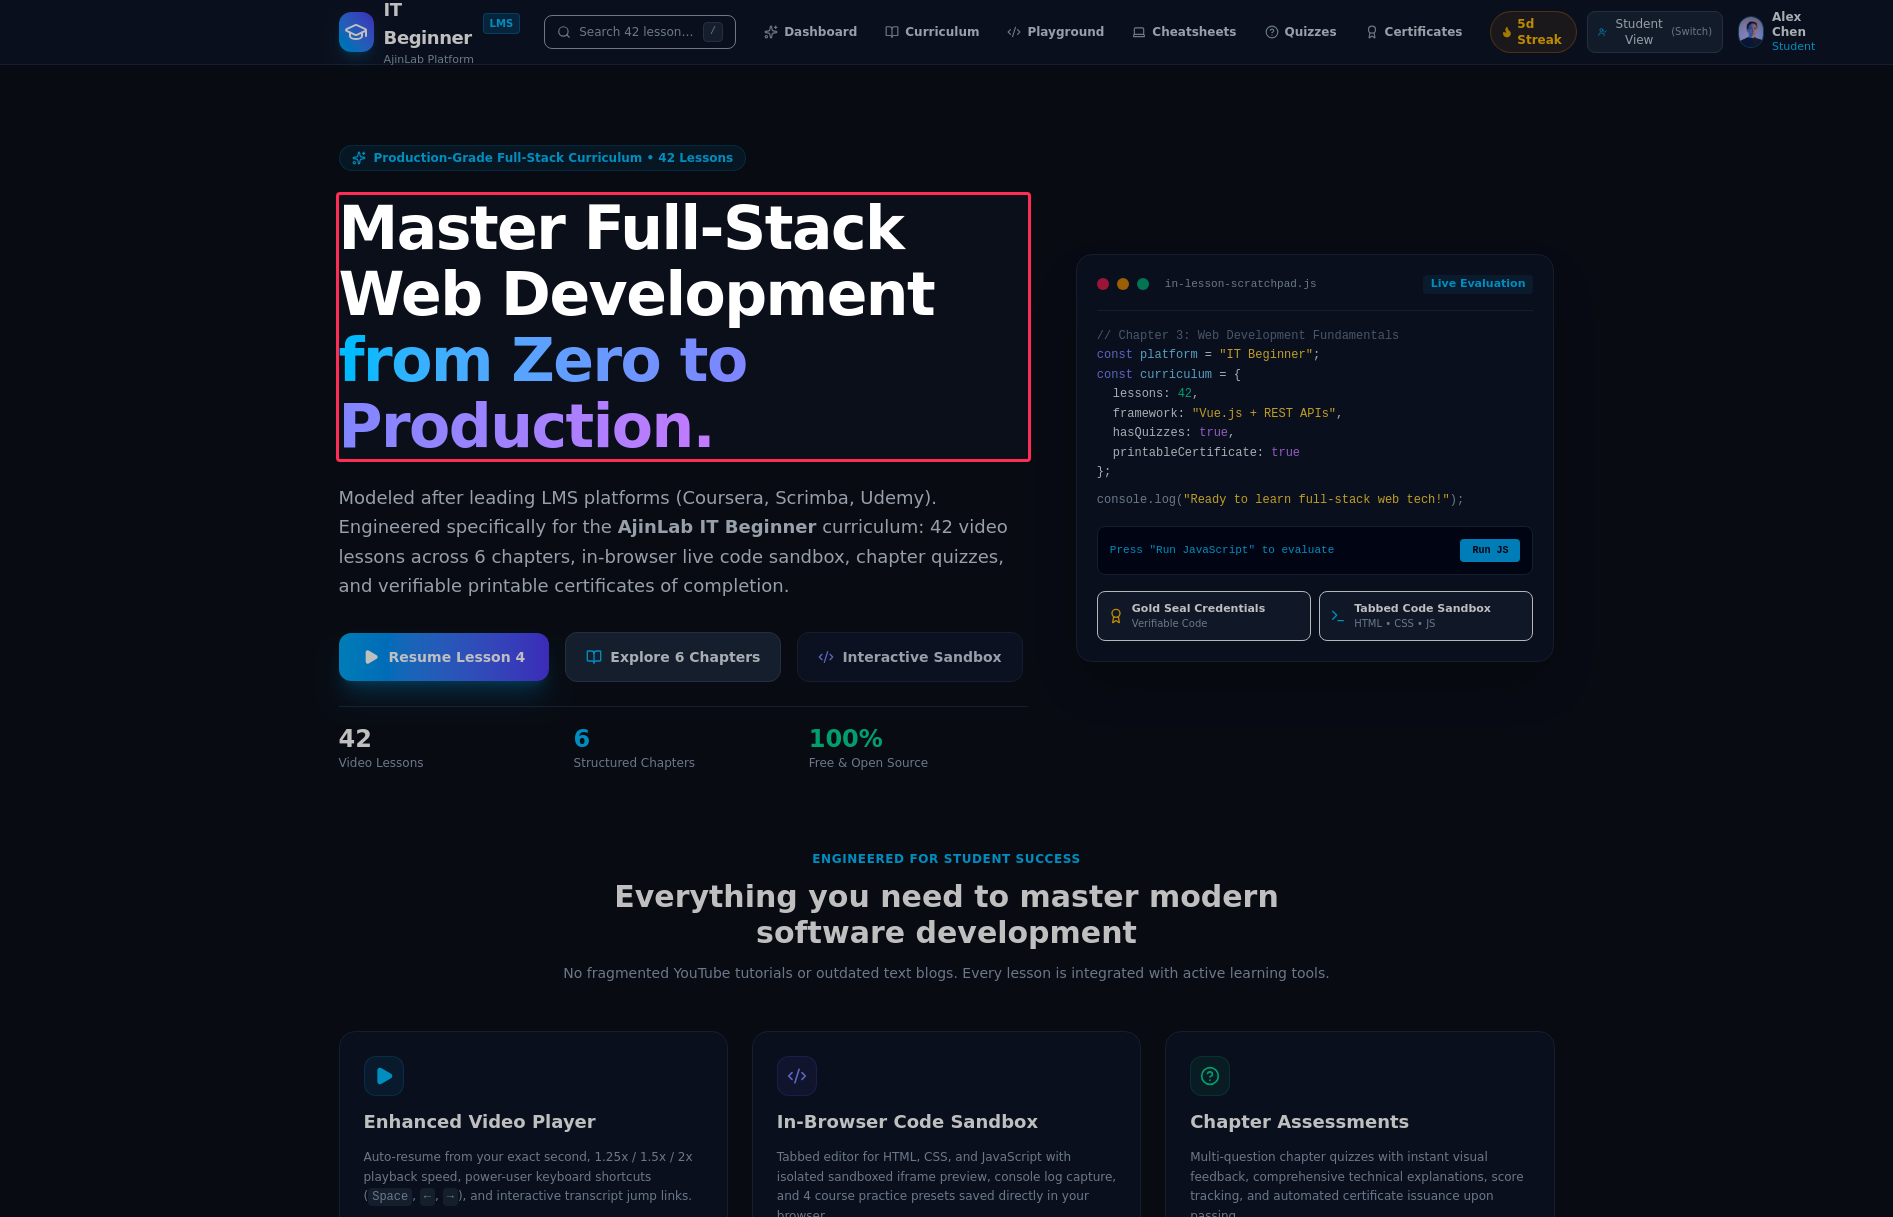 IT
Beginner
LMS
AjinLab Platform
Search 42 lesson...
/
Dashboard
Curriculum
Playground
Cheatsheets
Quizzes
Certificates
5d
Streak
Student
View
(Switch)
Alex
Chen
Student
Production-Grade Full-Stack Curriculum • 42 Lessons
Master Full-Stack
Web Development
from Zero to
Production.
Modeled after leading LMS platforms (Coursera, Scrimba, Udemy).
Engineered specifically for the AjinLab IT Beginner curriculum: 42 video
lessons across 6 chapters, in-browser live code sandbox, chapter quizzes,
and verifiable printable certificates of completion.
Resume Lesson 4
Explore 6 Chapters
Interactive Sandbox
42
Video Lessons
6
Structured Chapters
100%
Free & Open Source
in-lesson-scratchpad.js
Live Evaluation
// Chapter 3: Web Development Fundamentals
const platform = "IT Beginner";
const curriculum = {
lessons: 42,
framework: "Vue.js + REST APIs",
hasQuizzes: true,
printableCertificate: true
};
console.log("Ready to learn full-stack web tech!");
Press "Run JavaScript" to evaluate
Run JS
Gold Seal Credentials
Verifiable Code
Tabbed Code Sandbox
HTML • CSS • JS
ENGINEERED FOR STUDENT SUCCESS
Everything you need to master modern
software development
No fragmented YouTube tutorials or outdated text blogs. Every lesson is integrated with active learning tools.
Enhanced Video Player
Auto-resume from your exact second, 1.25x / 1.5x / 2x
playback speed, power-user keyboard shortcuts
(Space, ←, →), and interactive transcript jump links.
In-Browser Code Sandbox
Tabbed editor for HTML, CSS, and JavaScript with
isolated sandboxed iframe preview, console log capture,
and 4 course practice presets saved directly in your
browser.
Chapter Assessments
Multi-question chapter quizzes with instant visual
feedback, comprehensive technical explanations, score
tracking, and automated certificate issuance upon
passing.